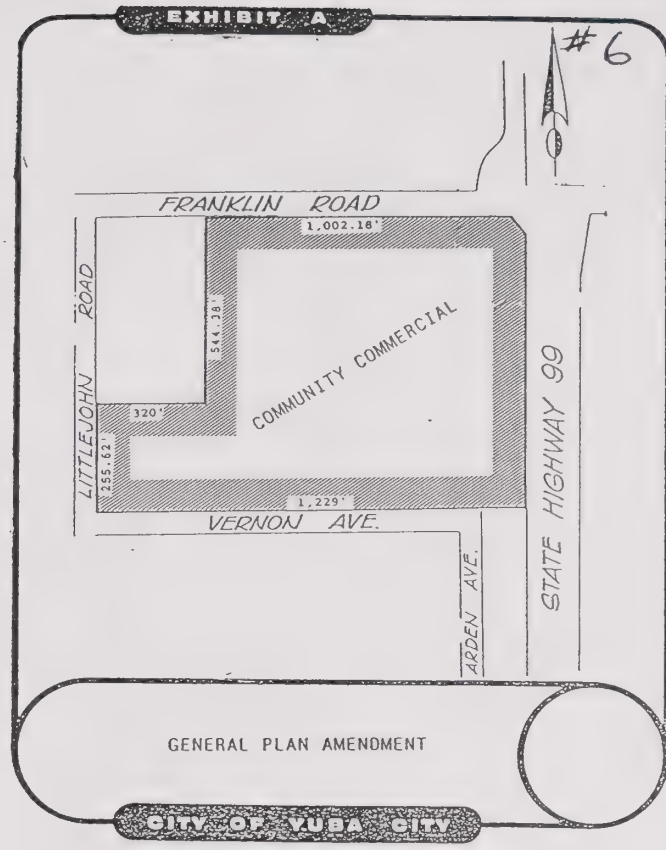 EXHIBIT A
#6
FRANKLIN ROAD
1,002.18'
LITTLEJOHN ROAD
544.38'
COMMUNITY COMMERCIAL
STATE HIGHWAY 99
320'
255.62'
1,229'
VERNON AVE.
ARDEN AVE.
GENERAL PLAN AMENDMENT
CITY OF YUBA CITY